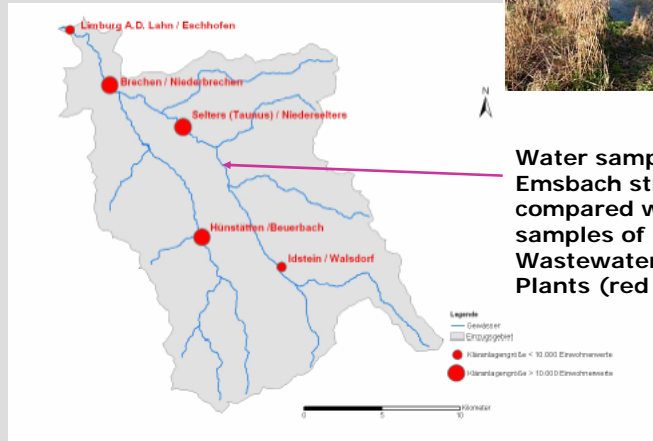 Limburg A.D. Lahn / Eschhofen
Brechen / Niederbrechen
Selters (Taunus) / Niederselters
N
Water samp
Emsbach st
compared w
samples of
Wastewater
Plants (red
Hünstetten /Beuerbach
Idstein / Walsdorf
Legende
Gewässer
Einzugsgebiet
Kläranlagengröße < 10.000 Einwohnerwerte
Kläranlagengröße > 10.000 Einwohnerwerte
Kilometer
0 5 10